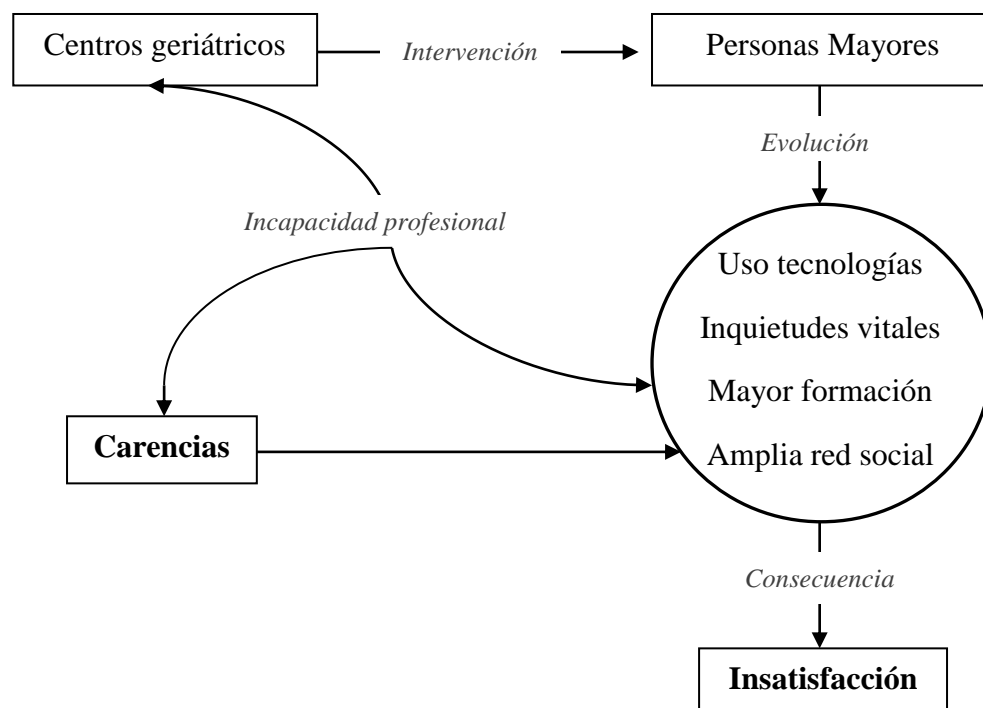 Centros geriátricos
Intervención
Personas Mayores
Evolución
Incapacidad profesional
Uso tecnologías
Inquietudes vitales
Mayor formación
Amplia red social
Carencias
Consecuencia
Insatisfacción